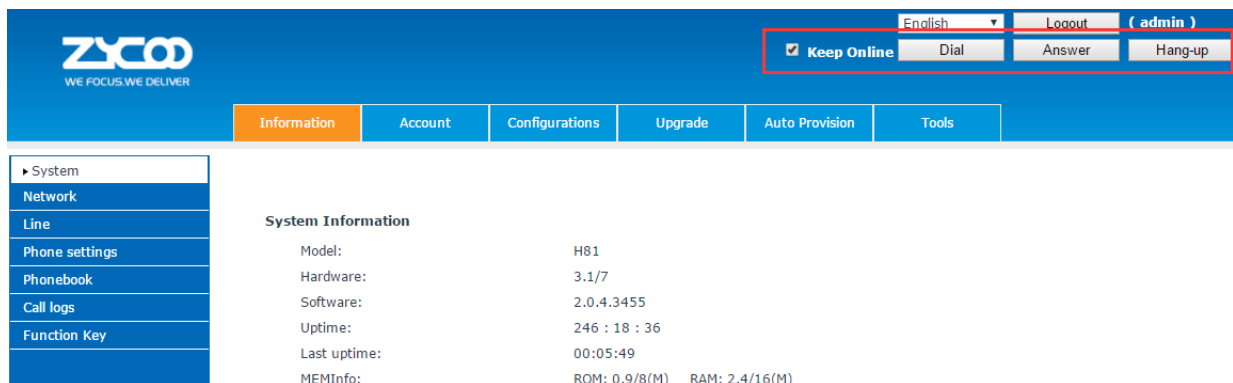 English Logout ( admin )
ZYCOO
Keep Online Dial Answer Hang-up
WE FOCUS.WE DELIVER
Information Account Configurations Upgrade Auto Provision Tools
System
Network
Line
Phone settings
Phonebook
Call logs
Function Key
System Information
Model: H81
Hardware: 3.1/7
Software: 2.0.4.3455
Uptime: 246 : 18 : 36
Last uptime: 00:05:49
MEMInfo: ROM: 0.9/8(M) RAM: 2.4/16(M)